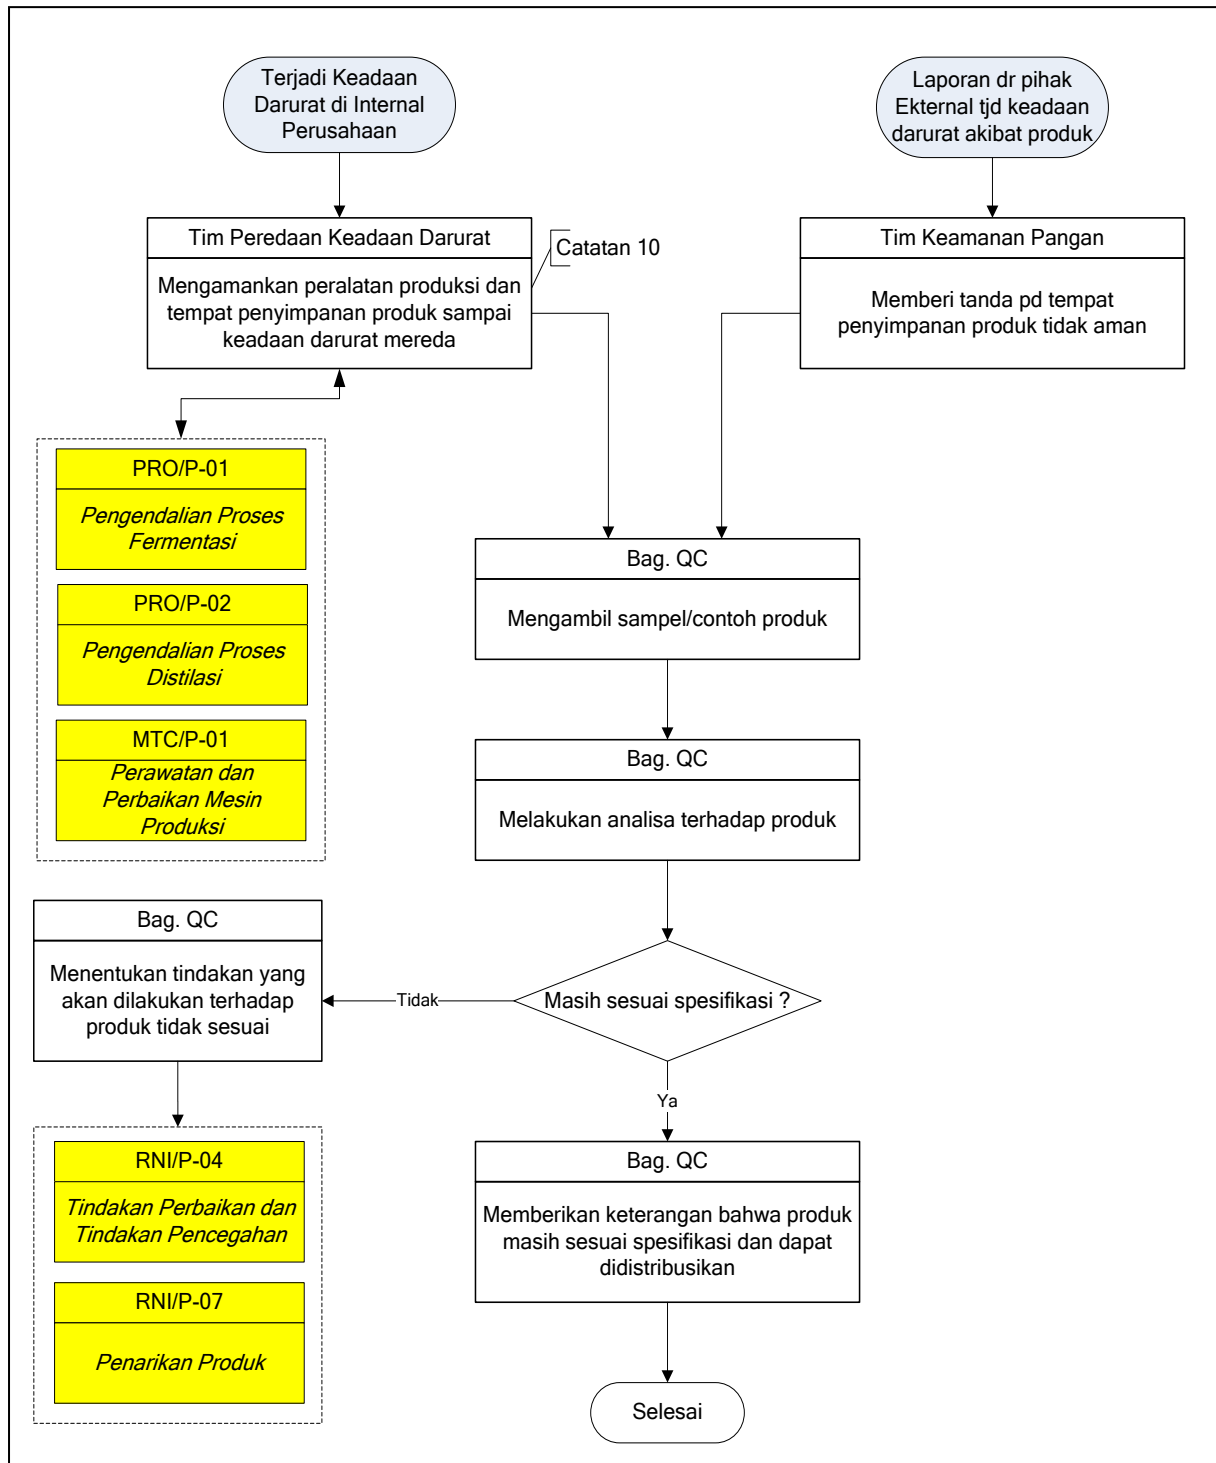 Terjadi Keadaan
Darurat di Internal
Perusahaan
Laporan dr pihak
Ekternal tjd keadaan
darurat akibat produk
Tim Peredaan Keadaan Darurat
Mengamankan peralatan produksi dan
tempat penyimpanan produk sampai
keadaan darurat mereda
Catatan 10
Tim Keamanan Pangan
Memberi tanda pd tempat
penyimpanan produk tidak aman
PRO/P-01
Pengendalian Proses
Fermentasi
PRO/P-02
Pengendalian Proses
Distilasi
MTC/P-01
Perawatan dan
Perbaikan Mesin
Produksi
Bag. QC
Mengambil sampel/contoh produk
Bag. QC
Melakukan analisa terhadap produk
Masih sesuai spesifikasi ?
Tidak
Bag. QC
Menentukan tindakan yang
akan dilakukan terhadap
produk tidak sesuai
RNI/P-04
Tindakan Perbaikan dan
Tindakan Pencegahan
RNI/P-07
Penarikan Produk
Ya
Bag. QC
Memberikan keterangan bahwa produk
masih sesuai spesifikasi dan dapat
didistribusikan
Selesai